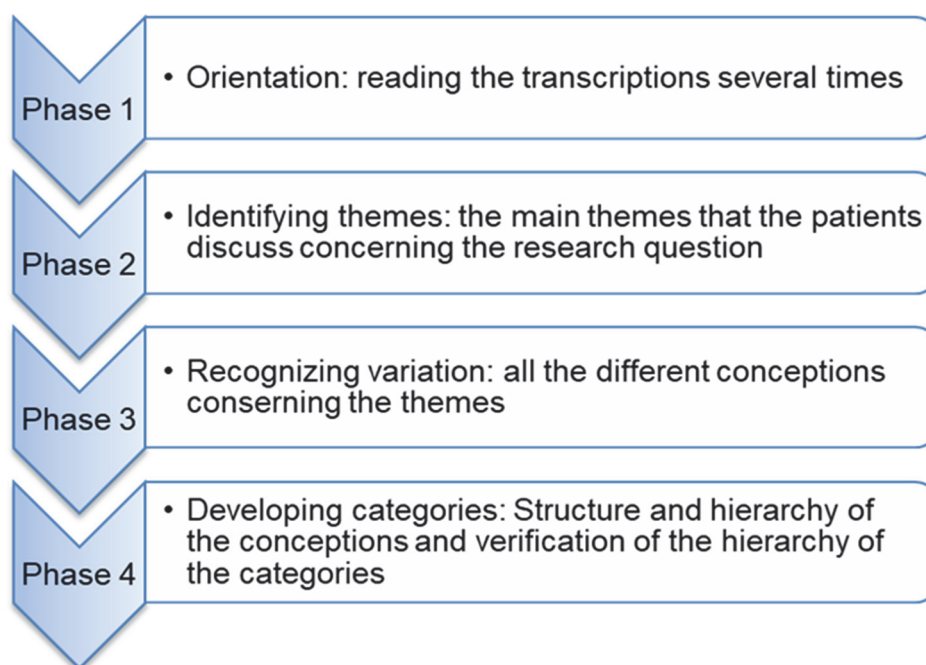 Phase 1
• Orientation: reading the transcriptions several times
Phase 2
• Identifying themes: the main themes that the patients
discuss concerning the research question
Phase 3
• Recognizing variation: all the different conceptions
conserning the themes
Phase 4
• Developing categories: Structure and hierarchy of
the conceptions and verification of the hierarchy of
the categories